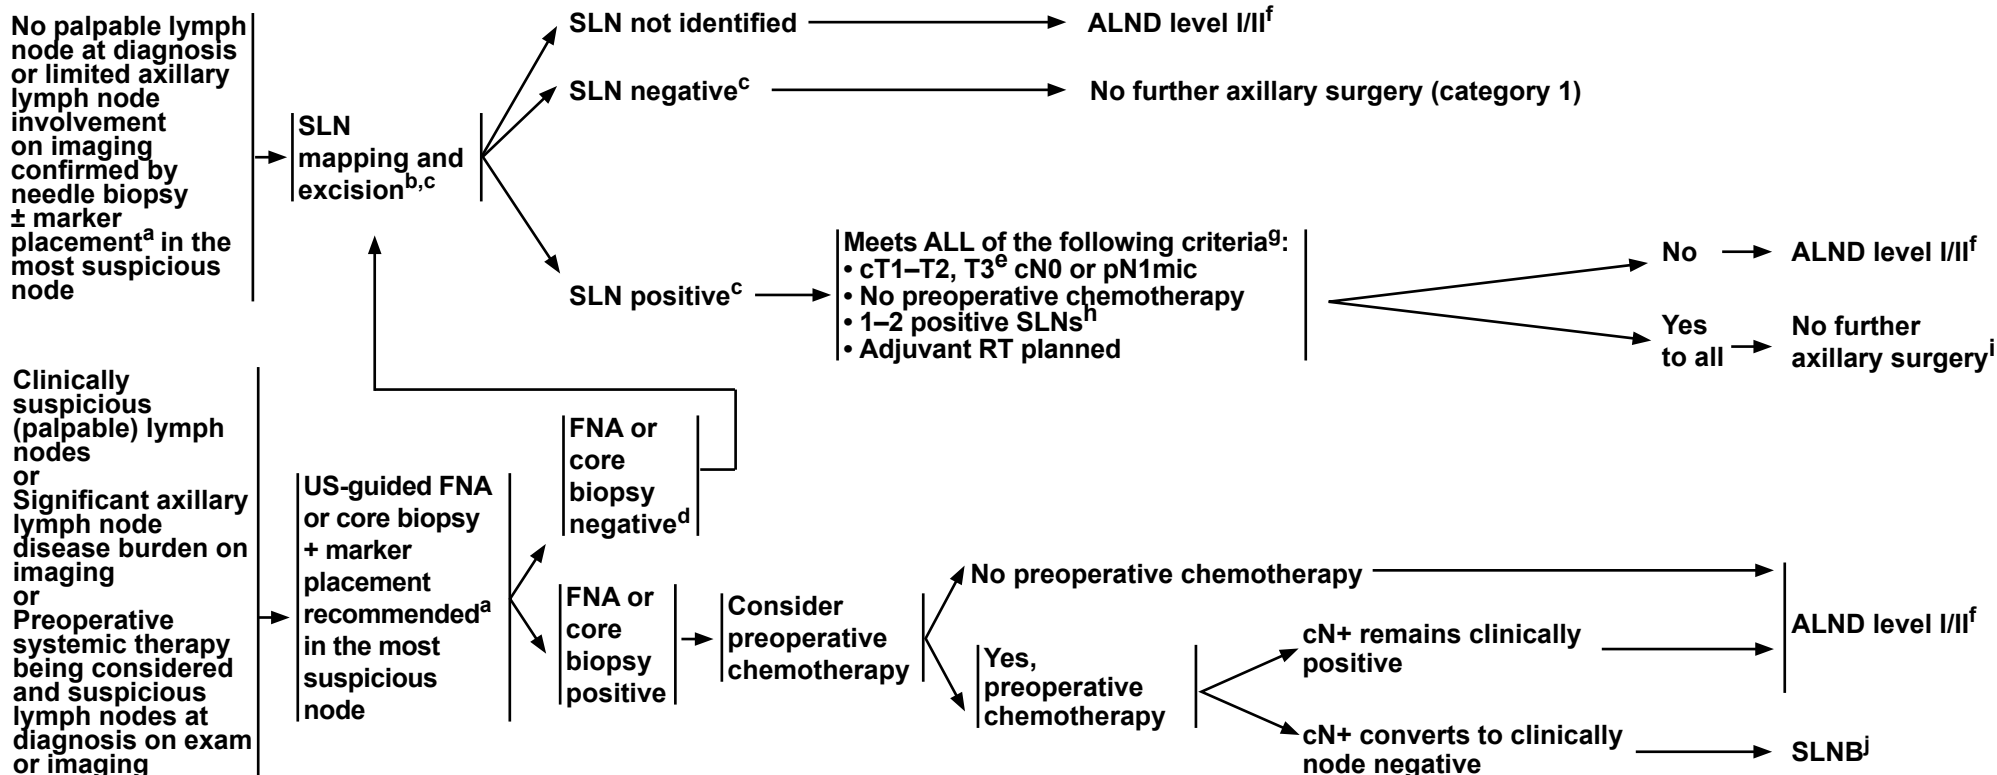 No palpable lymph
node at diagnosis
or limited axillary
lymph node
involvement
on imaging
confirmed by
needle biopsy
± marker
placementᵃ in the
most suspicious
node
SLN
mapping and
excisionᵇ,ᶜ
SLN not identified
ALND level I/IIᶠ
SLN negativeᶜ
No further axillary surgery (category 1)
SLN positiveᶜ
Meets ALL of the following criteriaᵍ:
• cT1–T2, T3ᵉ cN0 or pN1mic
• No preoperative chemotherapy
• 1–2 positive SLNsʰ
• Adjuvant RT planned
No
ALND level I/IIᶠ
Yes
to all
No further
axillary surgeryⁱ
Clinically
suspicious
(palpable) lymph
nodes
or
Significant axillary
lymph node
disease burden on
imaging
or
Preoperative
systemic therapy
being considered
and suspicious
lymph nodes at
diagnosis on exam
or imaging
US-guided FNA
or core biopsy
+ marker
placement
recommendedᵃ
in the most
suspicious
node
FNA or
core
biopsy
negativeᵈ
FNA or
core
biopsy
positive
Consider
preoperative
chemotherapy
No preoperative chemotherapy
Yes,
preoperative
chemotherapy
cN+ remains clinically
positive
ALND level I/IIᶠ
cN+ converts to clinically
node negative
SLNBʲ